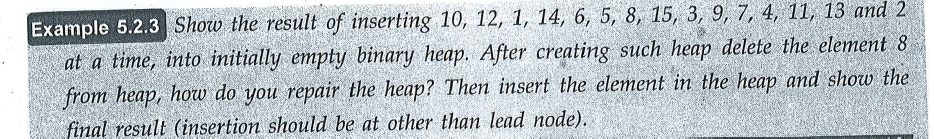 Example 5.2.3 Show the result of inserting 10, 12, 1, 14, 6, 5, 8, 15, 3, 9, 7, 4, 11, 13 and 2
at a time, into initially empty binary heap. After creating such heap delete the element 8
from heap, how do you repair the heap? Then insert the element in the heap and show the
final result (insertion should be at other than lead node).